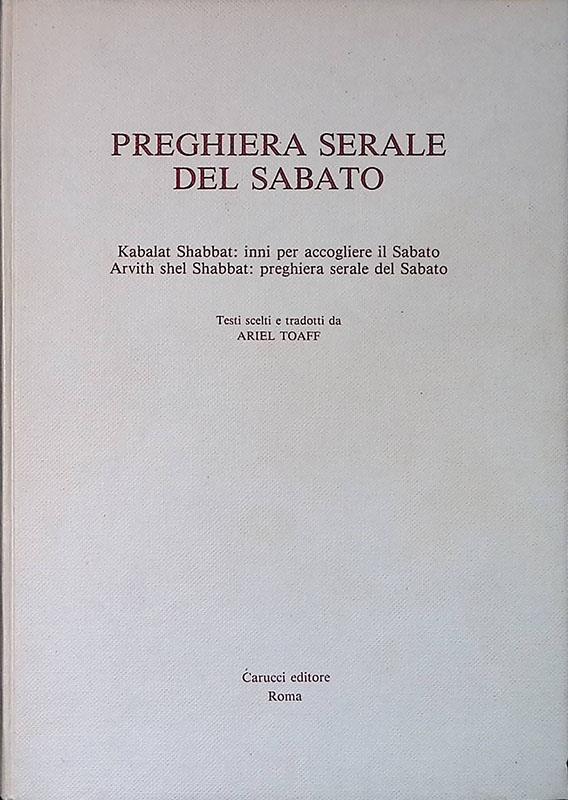 PREGHIERA SERALE
DEL SABATO
Kabalat Shabbat: inni per accogliere il Sabato
Arvith shel Shabbat: preghiera serale del Sabato
Testi scelti e tradotti da
ARIEL TOAFF
Carucci editore
Roma